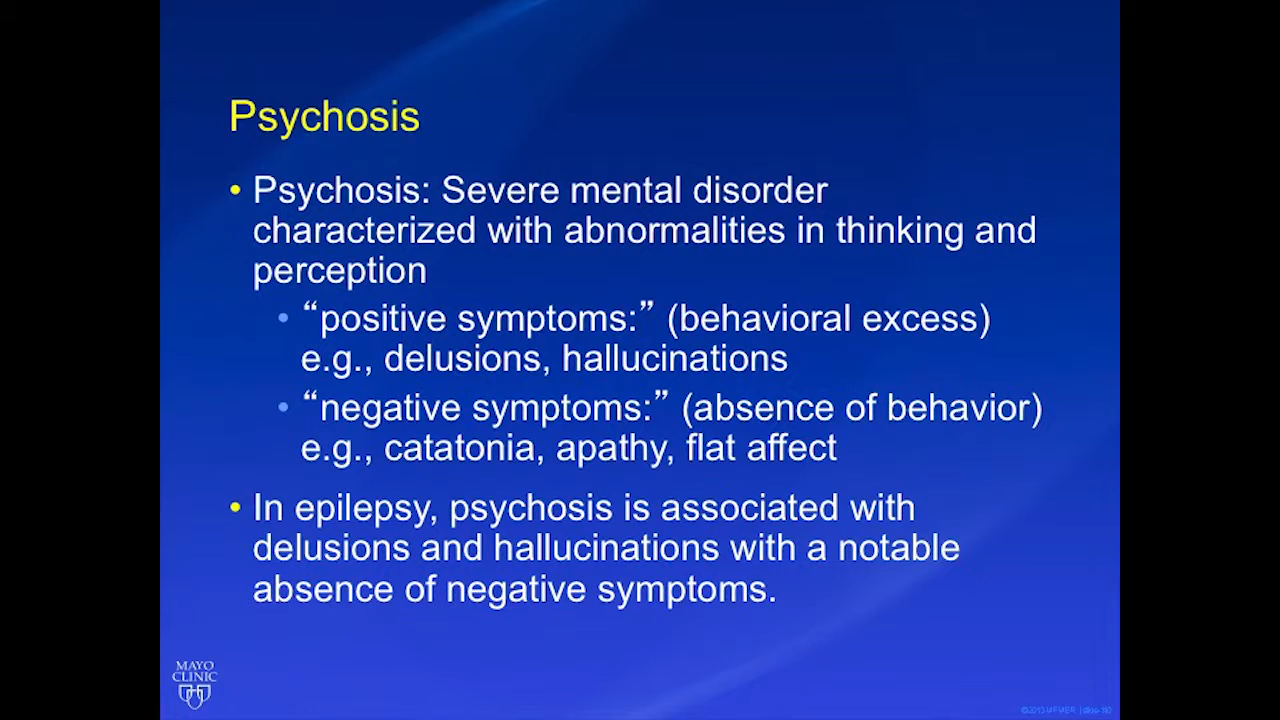 Psychosis
• Psychosis: Severe mental disorder
characterized with abnormalities in thinking and
perception
• “positive symptoms:” (behavioral excess)
e.g., delusions, hallucinations
• “negative symptoms:” (absence of behavior)
e.g., catatonia, apathy, flat affect
• In epilepsy, psychosis is associated with
delusions and hallucinations with a notable
absence of negative symptoms.
MAYO
CLINIC
©2013 MFMER |